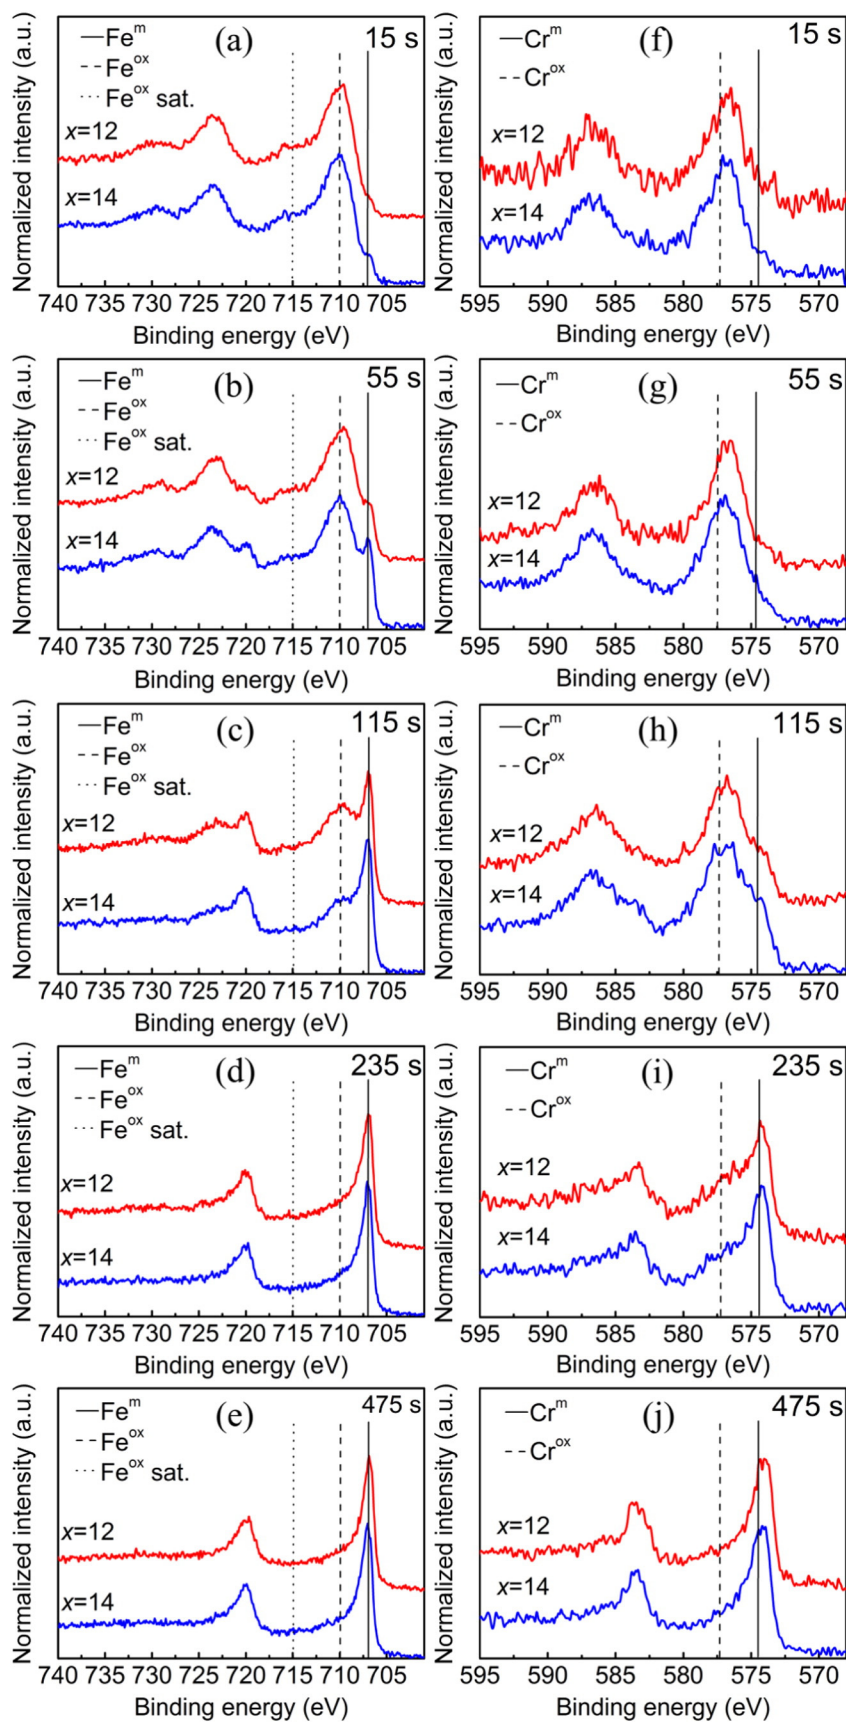 Normalized intensity (a.u.)
—Fe^m
(a)
15 s
--Fe^ox
···Fe^ox sat.
x=12
x=14
740 735 730 725 720 715 710 705
Binding energy (eV)
Normalized intensity (a.u.)
—Cr^m
(f)
15 s
--Cr^ox
x=12
x=14
595 590 585 580 575 570
Binding energy (eV)
Normalized intensity (a.u.)
—Fe^m
(b)
55 s
--Fe^ox
···Fe^ox sat.
x=12
x=14
740 735 730 725 720 715 710 705
Binding energy (eV)
Normalized intensity (a.u.)
—Cr^m
(g)
55 s
--Cr^ox
x=12
x=14
595 590 585 580 575 570
Binding energy (eV)
Normalized intensity (a.u.)
—Fe^m
(c)
115 s
--Fe^ox
···Fe^ox sat.
x=12
x=14
740 735 730 725 720 715 710 705
Binding energy (eV)
Normalized intensity (a.u.)
—Cr^m
(h)
115 s
--Cr^ox
x=12
x=14
595 590 585 580 575 570
Binding energy (eV)
Normalized intensity (a.u.)
—Fe^m
(d)
235 s
--Fe^ox
···Fe^ox sat.
x=12
x=14
740 735 730 725 720 715 710 705
Binding energy (eV)
Normalized intensity (a.u.)
—Cr^m
(i)
235 s
--Cr^ox
x=12
x=14
595 590 585 580 575 570
Binding energy (eV)
Normalized intensity (a.u.)
—Fe^m
(e)
475 s
--Fe^ox
···Fe^ox sat.
x=12
x=14
740 735 730 725 720 715 710 705
Binding energy (eV)
Normalized intensity (a.u.)
—Cr^m
(j)
475 s
--Cr^ox
x=12
x=14
595 590 585 580 575 570
Binding energy (eV)